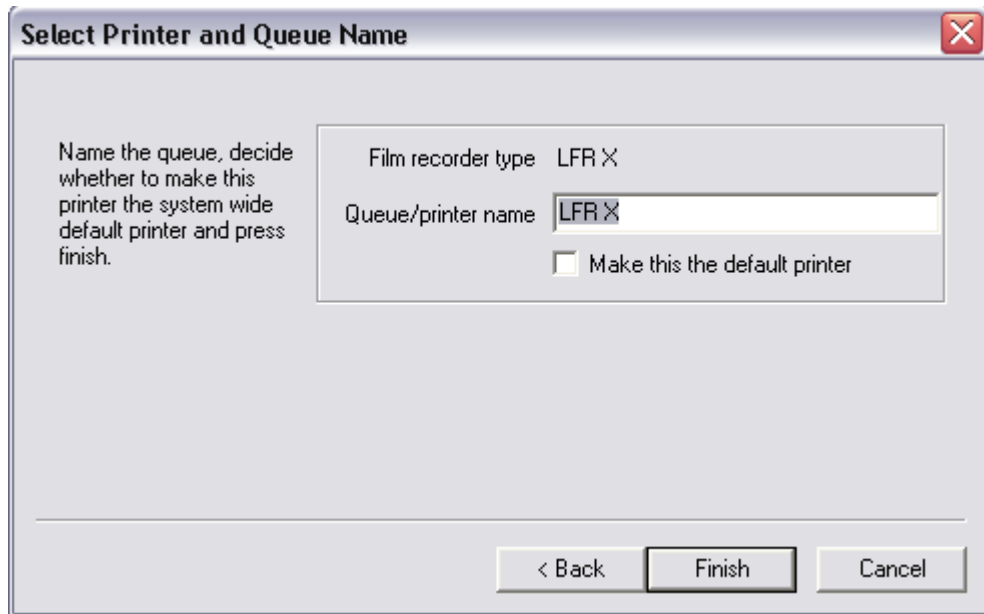 Select Printer and Queue Name
Name the queue, decide
whether to make this
printer the system wide
default printer and press
finish.
Film recorder type LFR X
Queue/printer name LFR X
Make this the default printer
< Back Finish Cancel